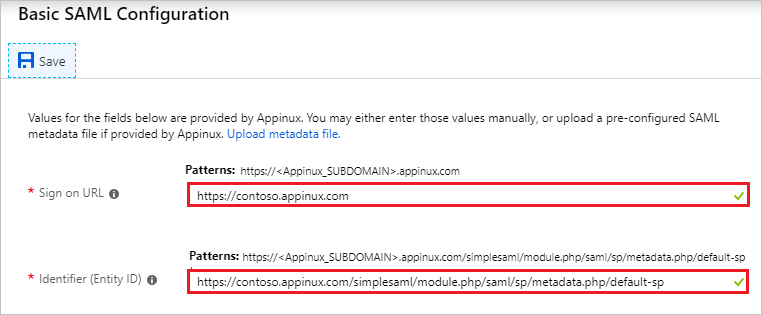 Basic SAML Configuration
Save
Values for the fields below are provided by Appinux. You may either enter those values manually, or upload a pre-configured SAML
metadata file if provided by Appinux. Upload metadata file.
Patterns: https://<Appinux_SUBDOMAIN>.appinux.com
* Sign on URL
https://contoso.appinux.com
Patterns: https://<Appinux_SUBDOMAIN>.appinux.com/simplesaml/module.php/saml/sp/metadata.php/default-sp
* Identifier (Entity ID)
https://contoso.appinux.com/simplesaml/module.php/saml/sp/metadata.php/default-sp